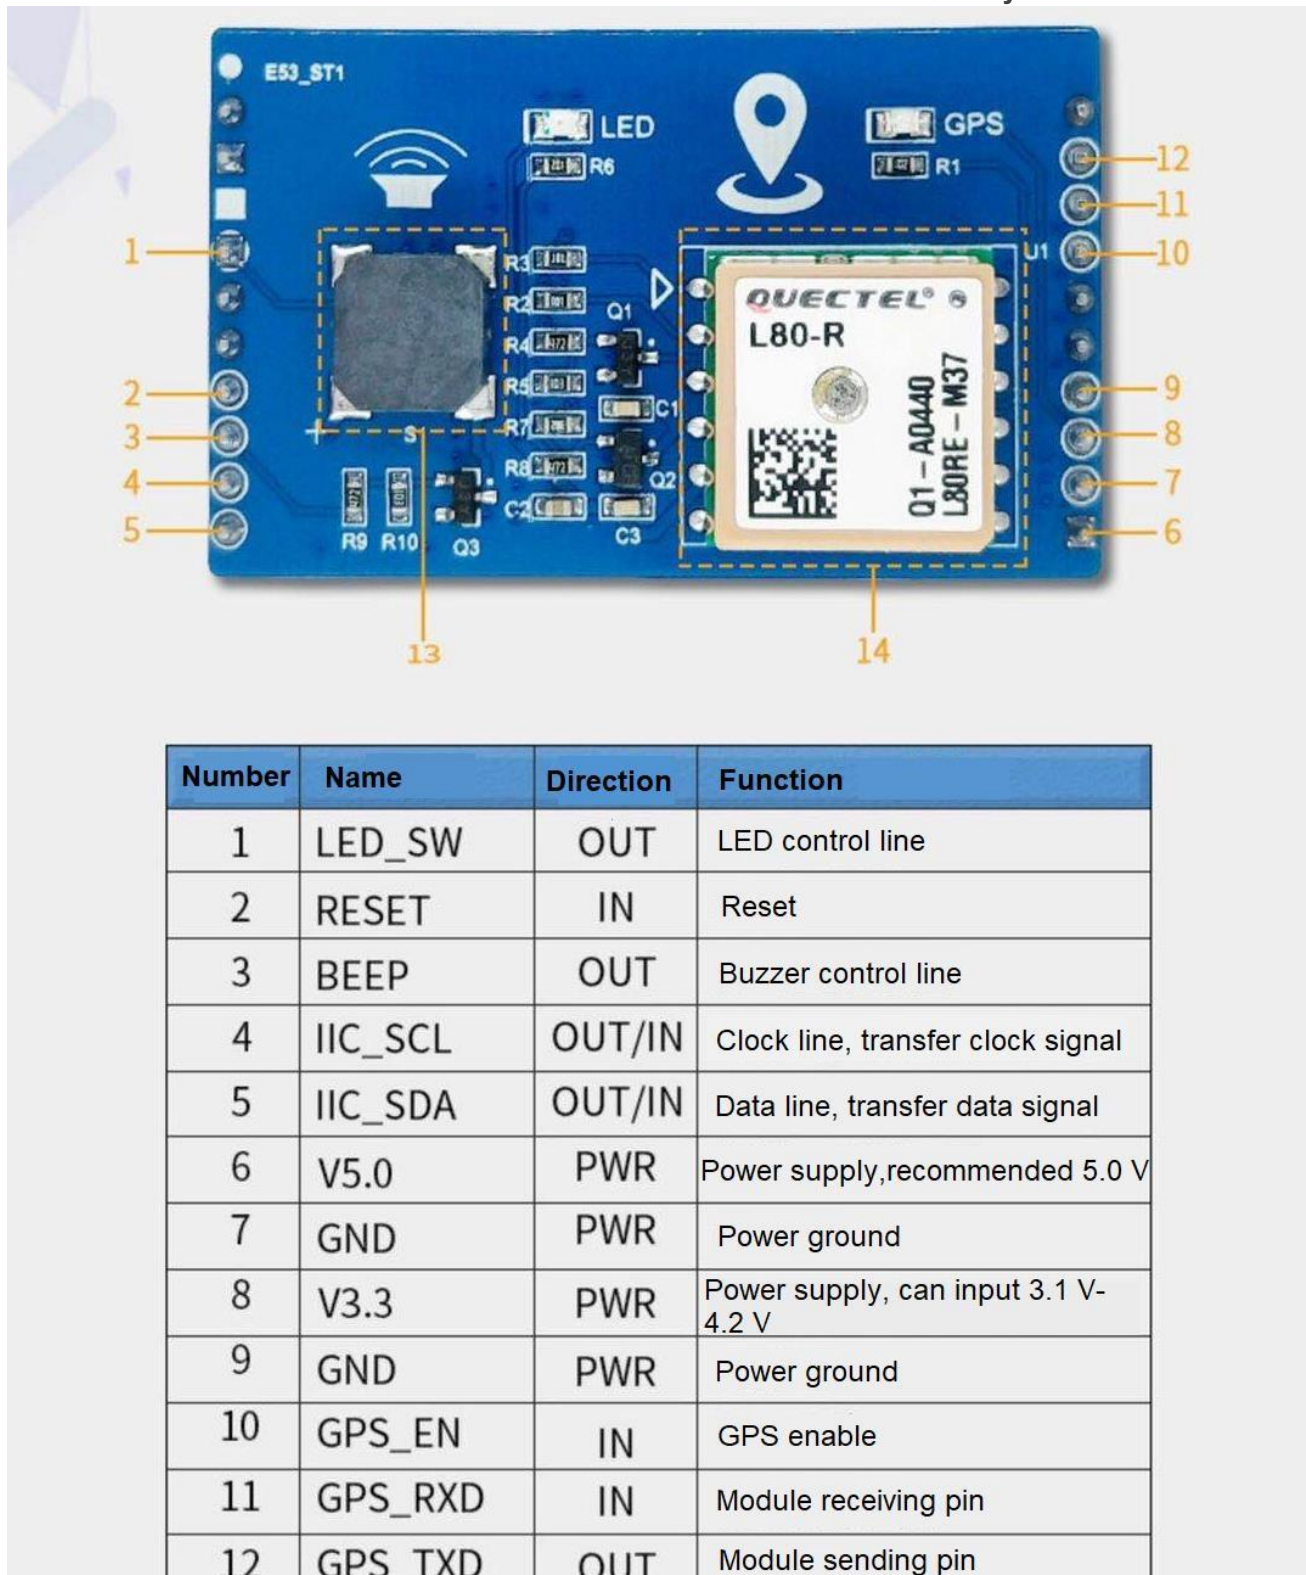 E53_ST1
LED
GPS
R6
R1
12
11
1
10
U1
R3
R2
Q1
QUECTEL®
L80-R
R4
R5
C1
Q1-A0440
L80RE-M37
2
9
3
8
+
S
R7
R8
Q2
4
7
C2
C3
5
6
R9
R10
Q3
472
13
14
Number Name Direction Function
1 LED_SW OUT LED control line
2 RESET IN Reset
3 BEEP OUT Buzzer control line
4 IIC_SCL OUT/IN Clock line, transfer clock signal
5 IIC_SDA OUT/IN Data line, transfer data signal
6 V5.0 PWR Power supply,recommended 5.0 V
7 GND PWR Power ground
8 V3.3 PWR Power supply, can input 3.1 V-
4.2 V
9 GND PWR Power ground
10 GPS_EN IN GPS enable
11 GPS_RXD IN Module receiving pin
12 GPS_TXD OUT Module sending pin